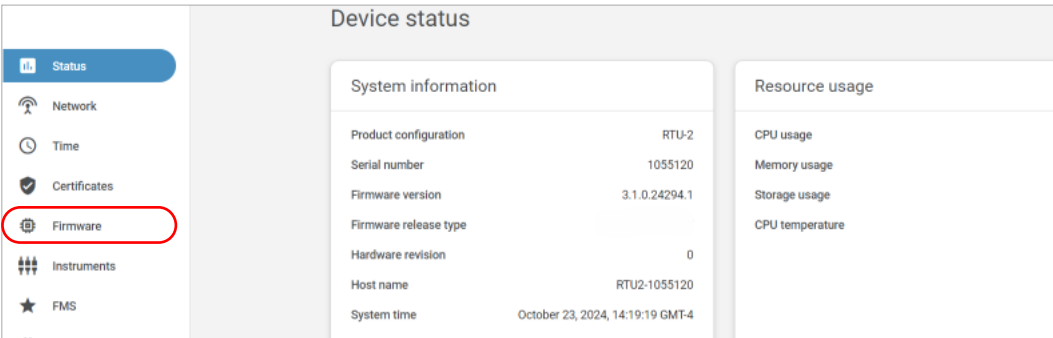 Device status
Status
Network
Time
Certificates
Firmware
Instruments
FMS
System information
Product configuration RTU-2
Serial number 1055120
Firmware version 3.1.0.24294.1
Firmware release type
Hardware revision 0
Host name RTU2-1055120
System time October 23, 2024, 14:19:19 GMT-4
Resource usage
CPU usage
Memory usage
Storage usage
CPU temperature